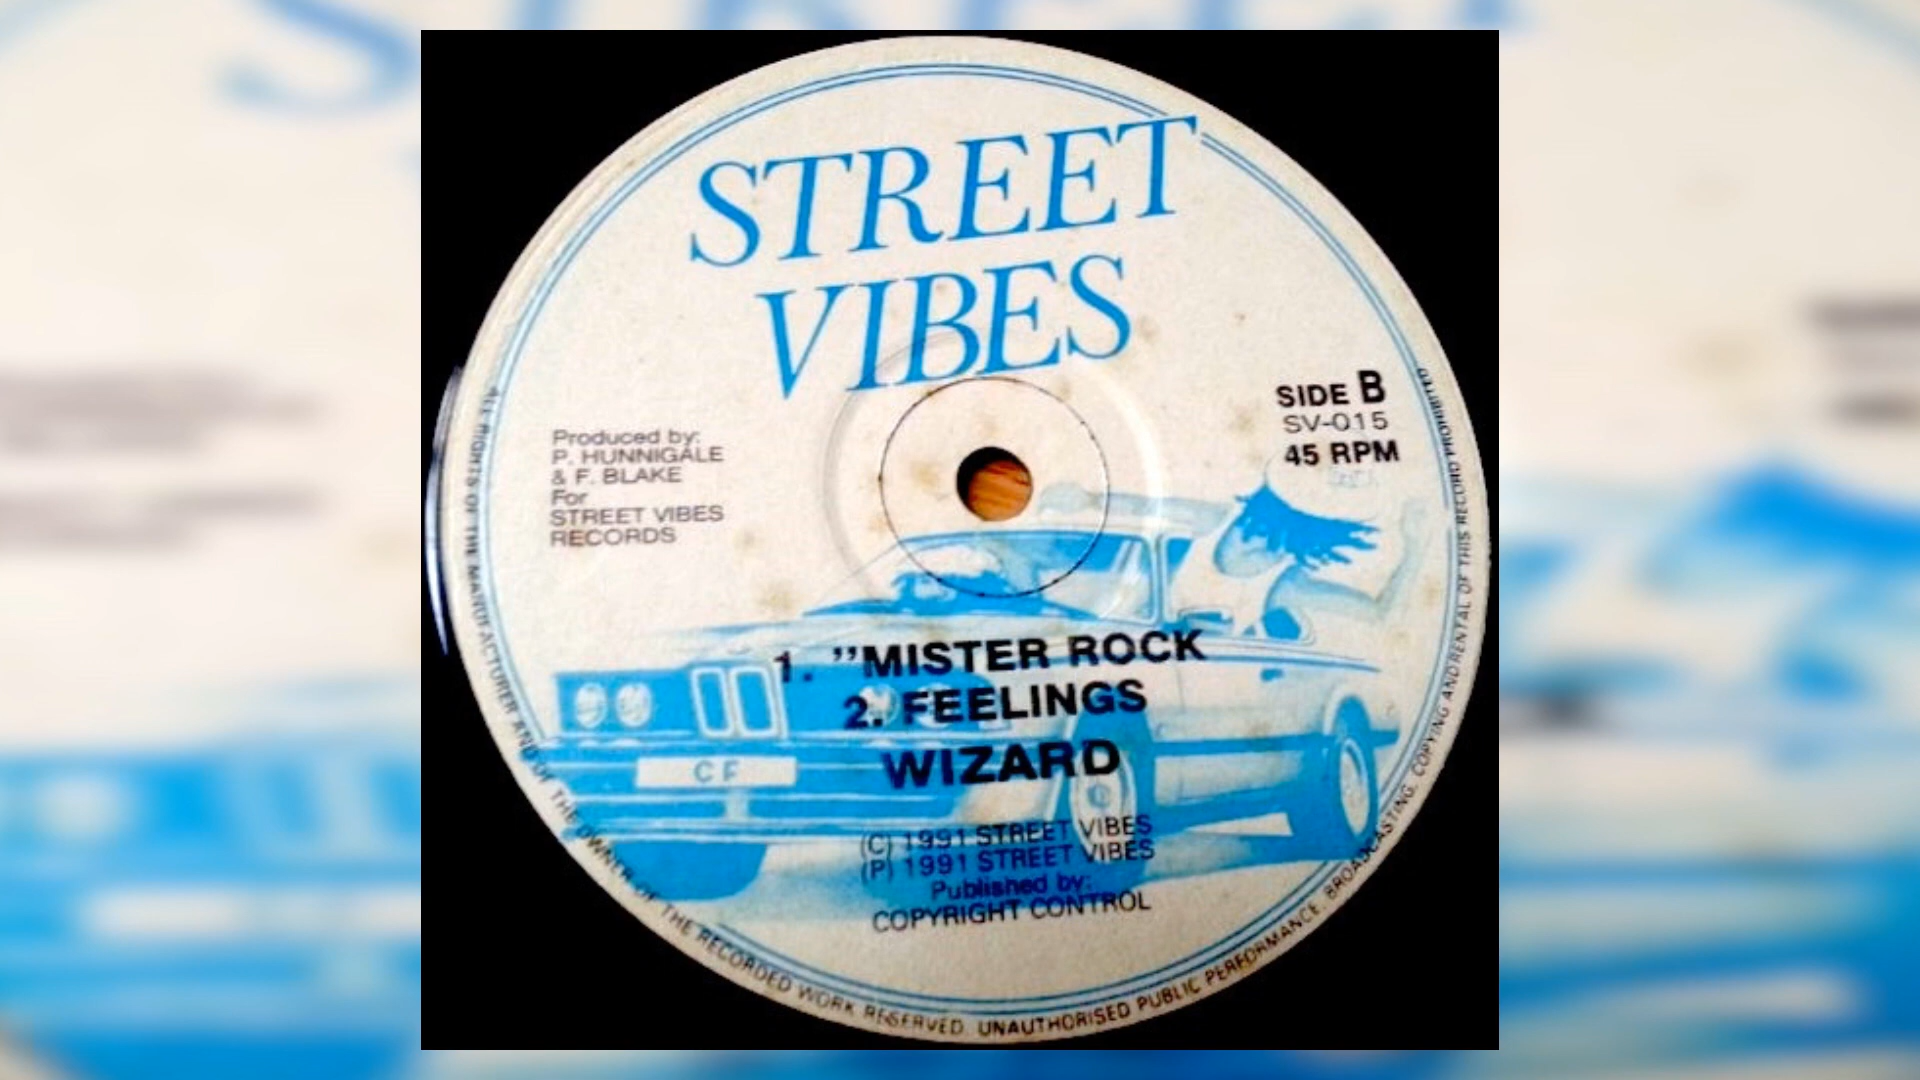 STREET
VIBES
SIDE B
SV-015
45 RPM
Produced by:
P. HUNNIGALE
& F. BLAKE
For
STREET VIBES
RECORDS
1. "MISTER ROCK
2. FEELINGS
WIZARD
CF
(C) 1991 STREET VIBES
(P) 1991 STREET VIBES
Published by:
COPYRIGHT CONTROL
ALL RIGHTS OF THE MANUFACTURER AND OF THE OWNER OF THE RECORDED WORK RESERVED. UNAUTHORISED PUBLIC PERFORMANCE. BROADCASTING. COPYING AND RENTAL OF THIS RECORD PROHIBITED